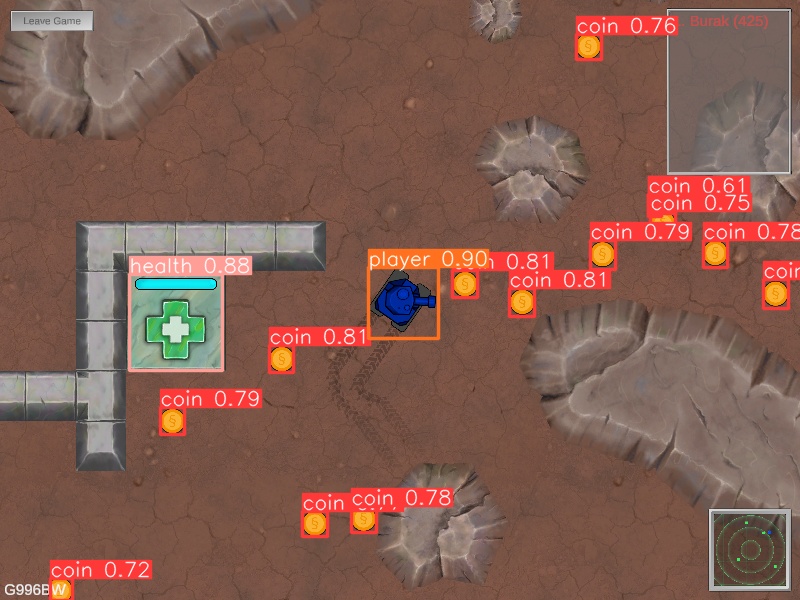 Leave Game
coin 0.76
Burak (425)
coin 0.61
coin 0.75
coin 0.79
coin 0.78
health 0.88
player 0.90
0.81
coin 0.81
coin 0.81
coin 0.79
coin
coin 0.78
coin 0.72
G996BW